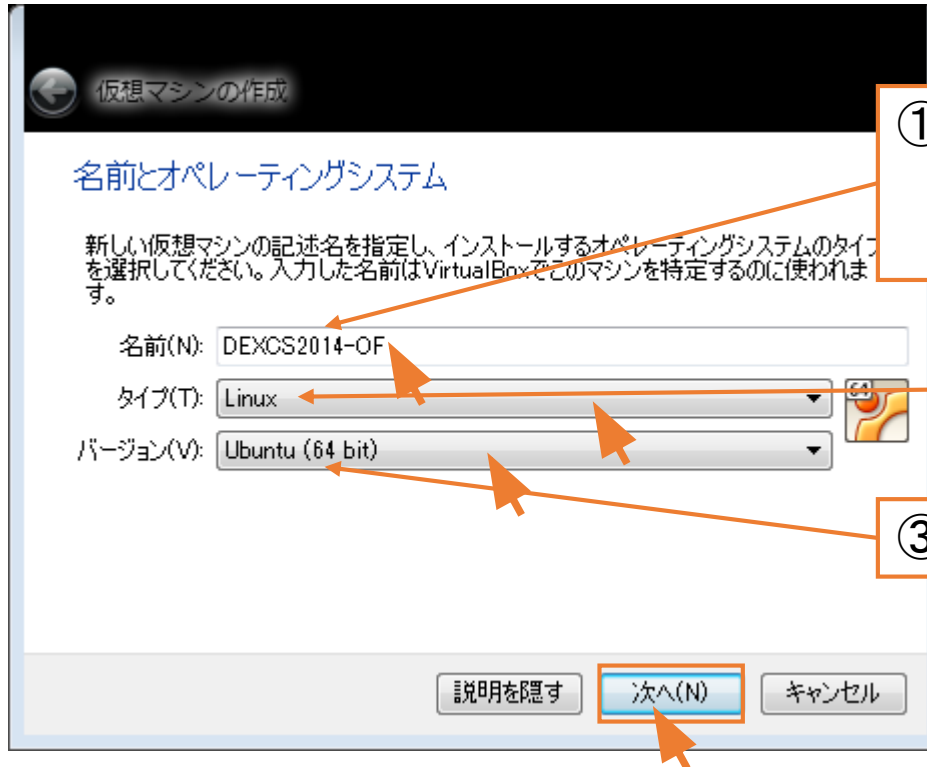 仮想マシンの作成
①
名前とオペレーティングシステム
新しい仮想マシンの記述名を指定し、インストールするオペレーティングシステムのタイプ
を選択してください。入力した名前はVirtualBoxでこのマシンを特定するのに使われま
す。
名前(N): DEXCS2014-OF
タイプ(T): Linux
64
バージョン(V): Ubuntu (64 bit)
③
説明を隠す 次へ(N) キャンセル